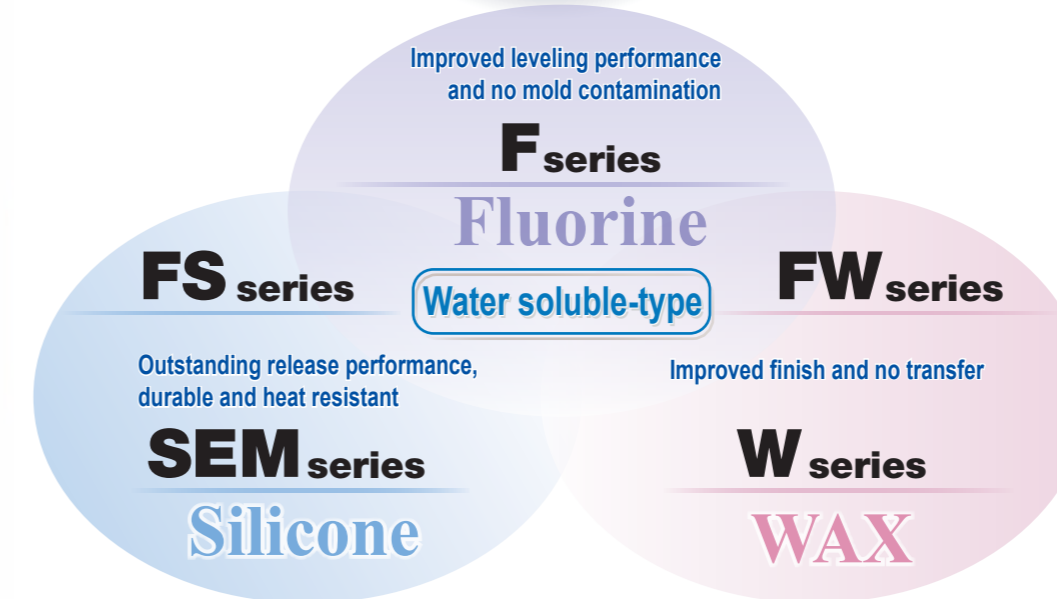 Improved leveling performance
and no mold contamination
F series
Fluorine
FS series
Water soluble-type
FW series
Outstanding release performance,
durable and heat resistant
Improved finish and no transfer
SEM series
W series
Silicone
WAX